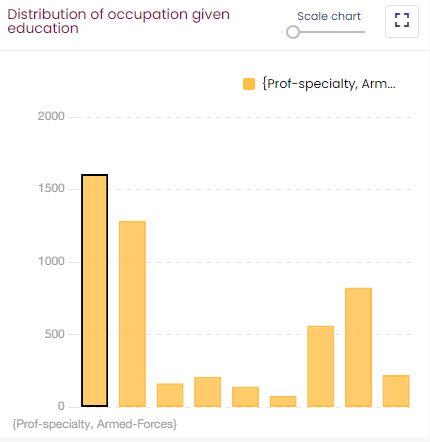 Distribution of occupation given
education
Scale chart
{Prof-specialty, Arm...
2000
1500
1000
500
0
{Prof-specialty, Armed-Forces}